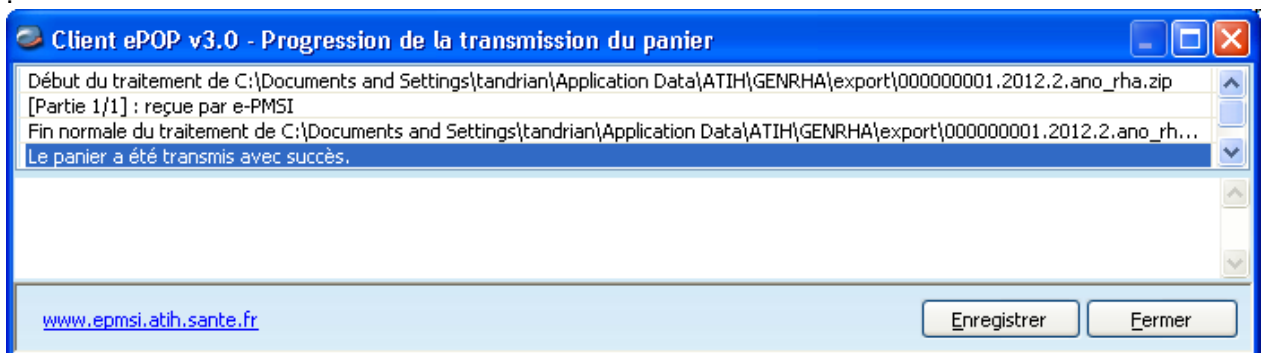 Client ePOP v3.0 - Progression de la transmission du panier
Début du traitement de C:\Documents and Settings\tandrian\Application Data\ATIH\GENRHA\export\000000001.2012.2.ano_rha.zip
[Partie 1/1] : reçue par e-PMSI
Fin normale du traitement de C:\Documents and Settings\tandrian\Application Data\ATIH\GENRHA\export\000000001.2012.2.ano_rh...
Le panier a été transmis avec succès.
www.epmsi.atih.sante.fr
Enregistrer Fermer